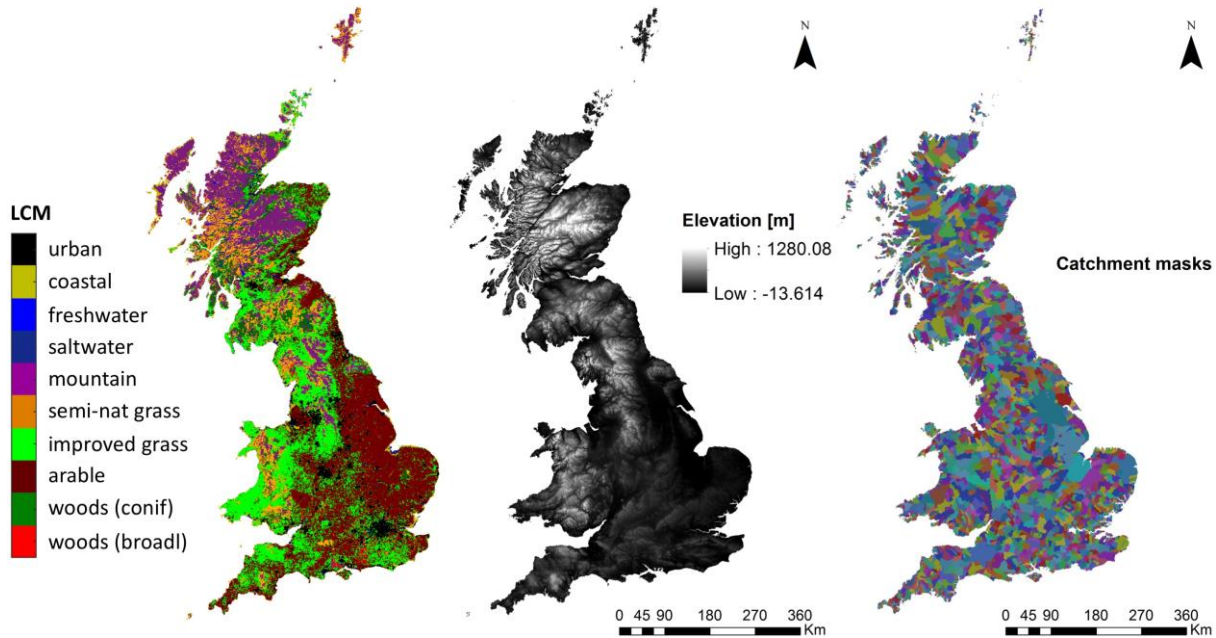 LCM
urban
coastal
freshwater
saltwater
mountain
semi-nat grass
improved grass
arable
woods (conif)
woods (broadl)
N
Elevation [m]
High : 1280.08
Low : -13.614
0 45 90 180 270 360
Km
N
Catchment masks
0 45 90 180 270 360
Km